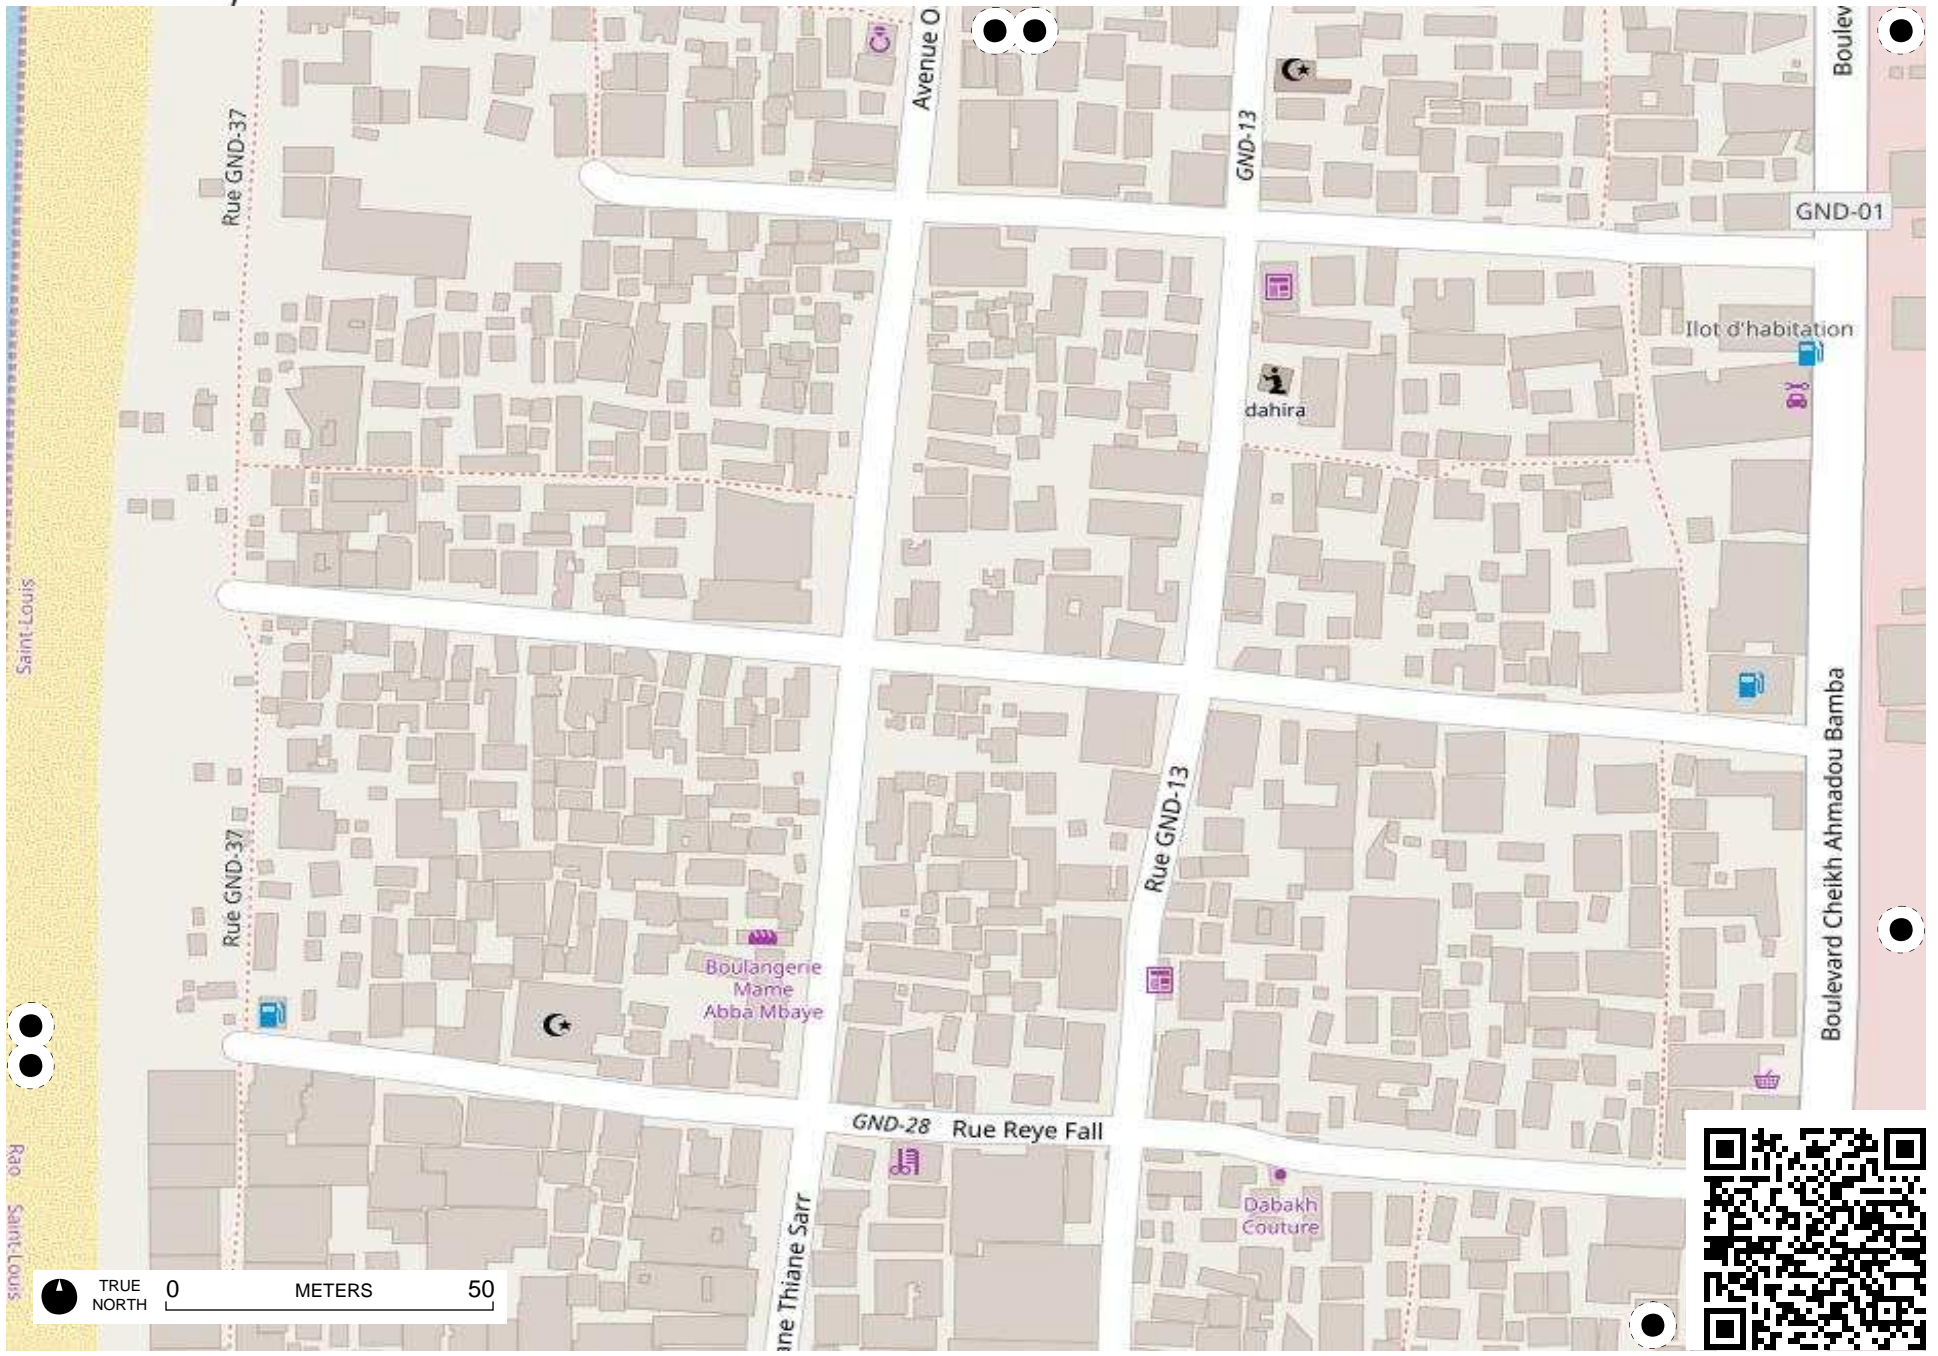 Avenue O
Boulev
Rue GND-37
GND-13
GND-01
Ilot d'habitation
dahira
Saint-Louis
Boulevard Cheikh Ahmadou Bamba
Rue GND-13
Rue GND-37
Boulangerie
Mame
Abba Mbaye
GND-28
Rue Reye Fall
Rao
Saint-Louis
Dabakh
Couture
ane Thiane Sarr
TRUE
NORTH
0
METERS
50